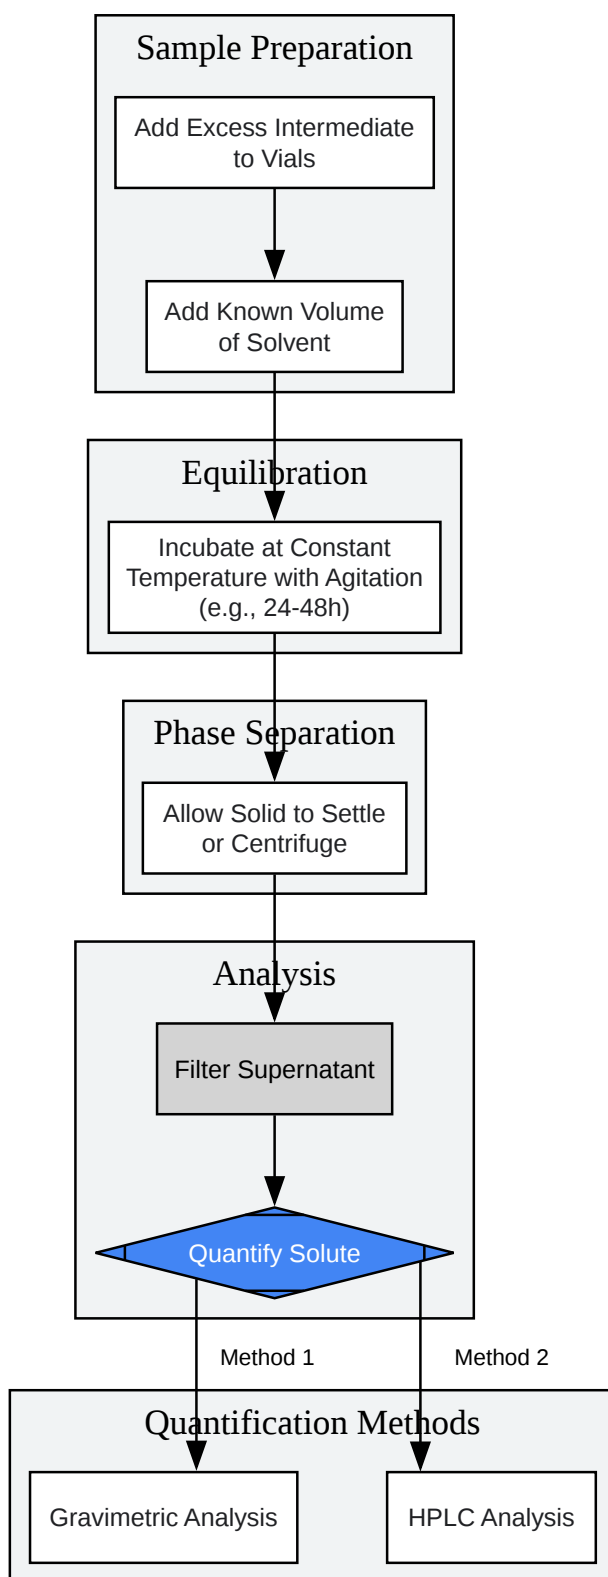 Sample Preparation
Add Excess Intermediate
to Vials
Add Known Volume
of Solvent
Equilibration
Incubate at Constant
Temperature with Agitation
(e.g., 24-48h)
Phase Separation
Allow Solid to Settle
or Centrifuge
Analysis
Filter Supernatant
Quantify Solute
Method 1
Method 2
Quantification Methods
Gravimetric Analysis
HPLC Analysis